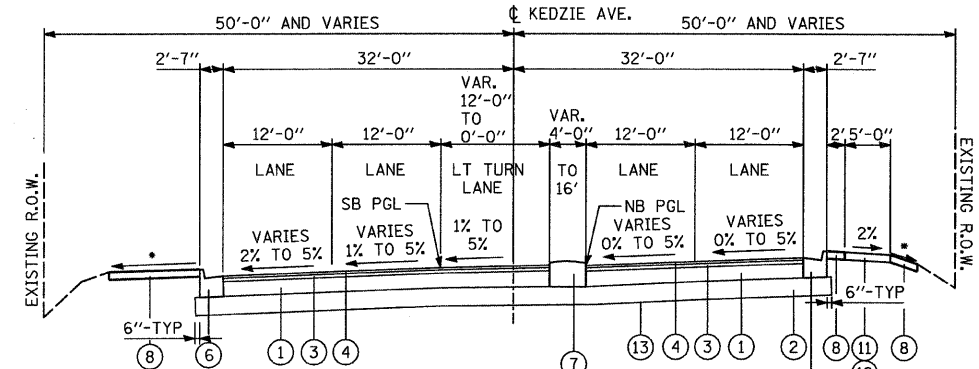 ℄ KEDZIE AVE.
50'-0" AND VARIES
50'-0" AND VARIES
2'-7"
32'-0"
32'-0"
2'-7"
VAR.
12'-0"
TO
0'-0"
VAR.
4'-0"
TO
16'
12'-0"
12'-0"
12'-0"
12'-0"
2'
5'-0"
LANE
LANE
LT TURN
LANE
LANE
LANE
EXISTING R.O.W.
EXISTING R.O.W.
SB PGL
NB PGL
VARIES
2% TO 5%
VARIES
1% TO 5%
1% TO
5%
VARIES
0% TO 5%
VARIES
0% TO 5%
2%
*
*
6"-TYP
6"-TYP
8
6
1
3
4
7
13
4
3
1
2
8
11
8